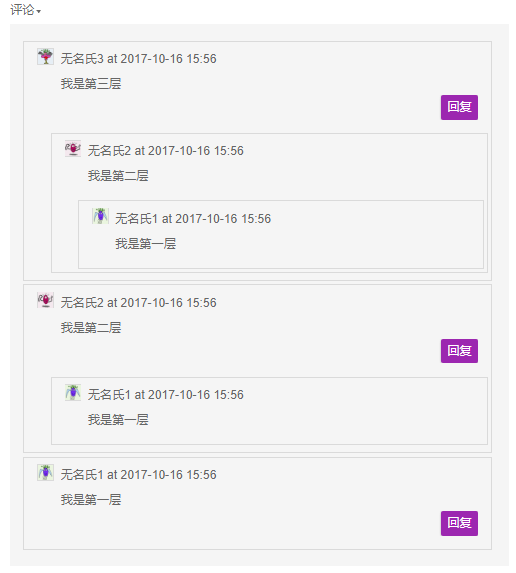 评论
无名氏3 at 2017-10-16 15:56
我是第三层
回复
无名氏2 at 2017-10-16 15:56
我是第二层
无名氏1 at 2017-10-16 15:56
我是第一层
无名氏2 at 2017-10-16 15:56
我是第二层
回复
无名氏1 at 2017-10-16 15:56
我是第一层
无名氏1 at 2017-10-16 15:56
我是第一层
回复